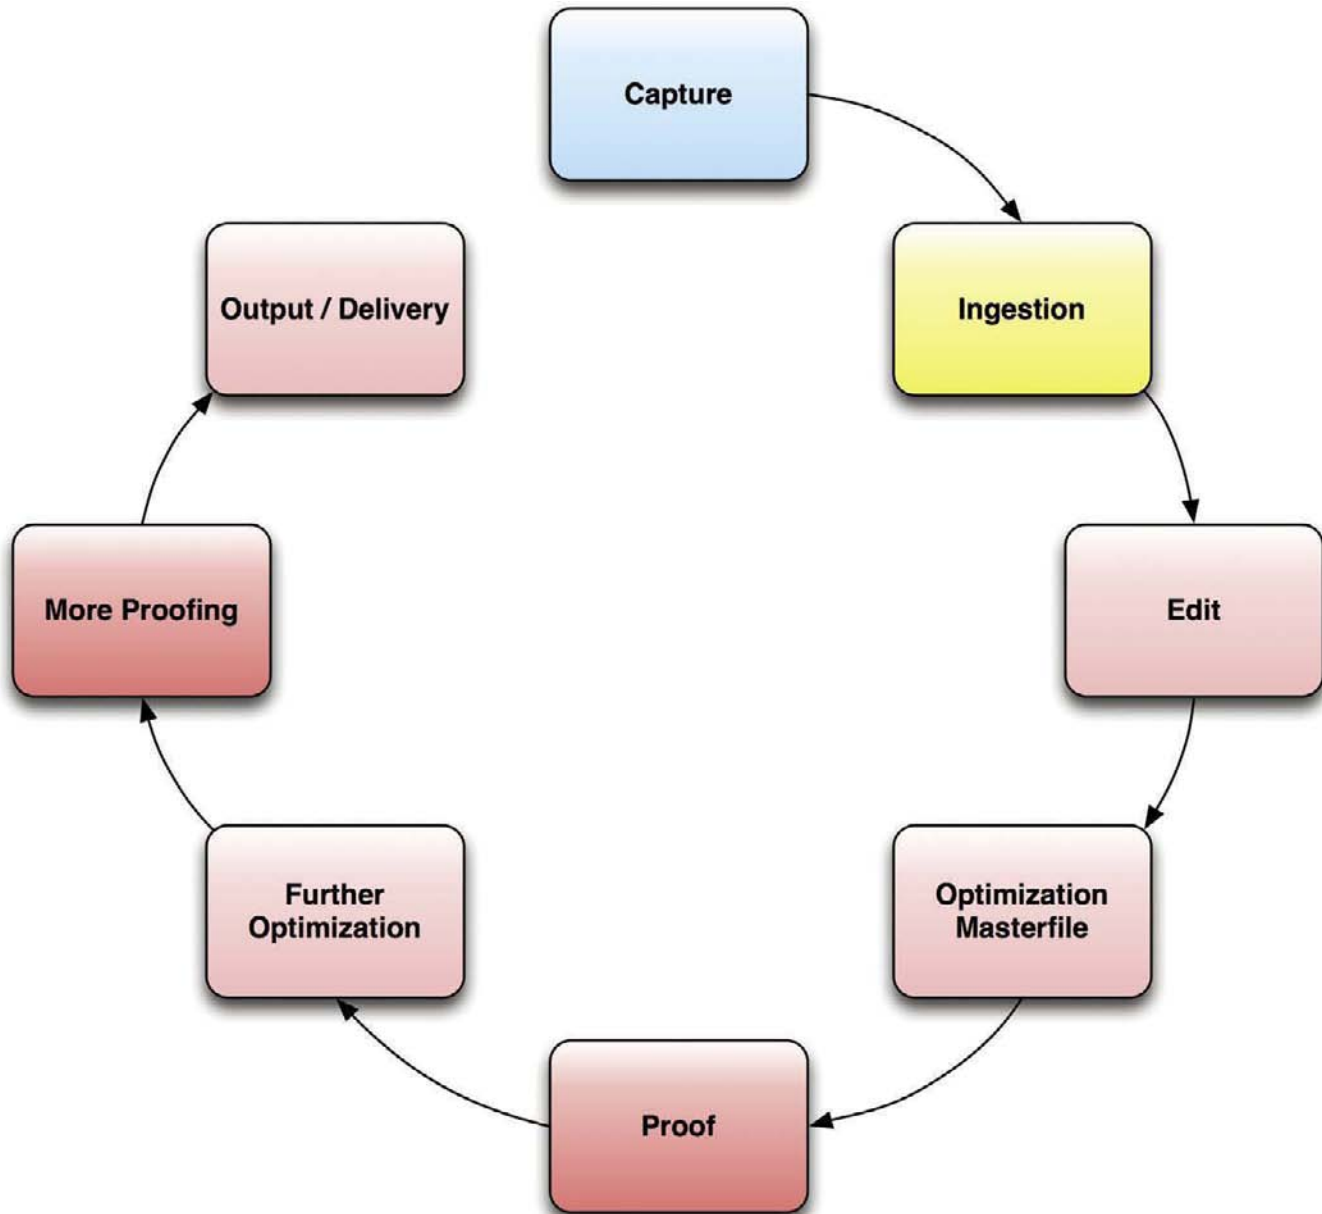 Capture
Ingestion
Edit
Optimization
Masterfile
Proof
Further
Optimization
More Proofing
Output / Delivery